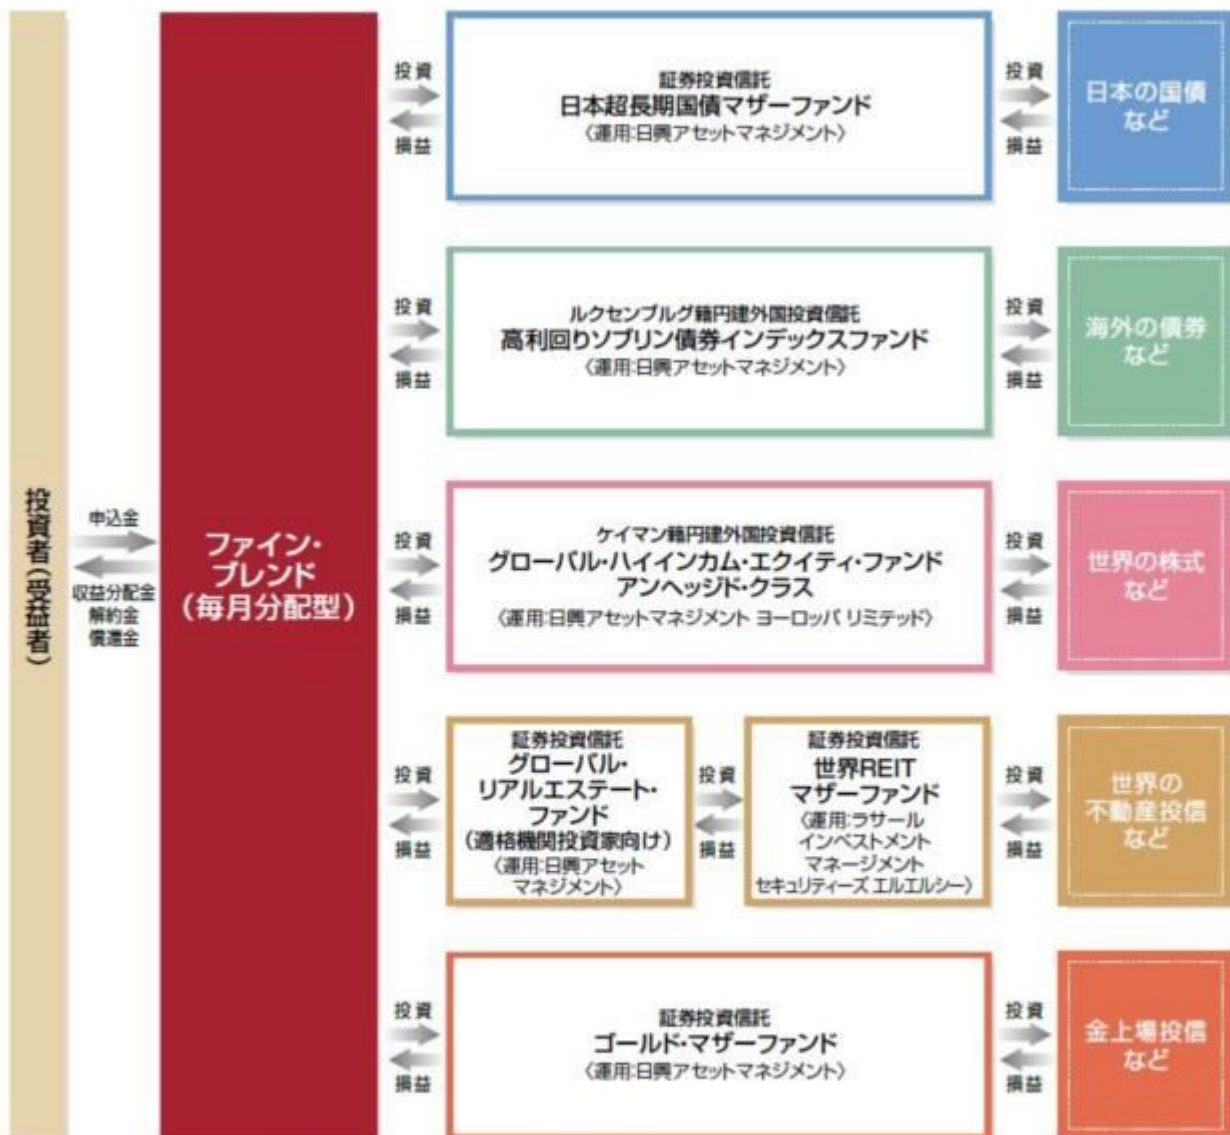 投資者(受益者)
申込金
収益分配金
解約金
償還金
ファイン・
ブレンド
(毎月分配型)
投資
損益
証券投資信託
日本超長期国債マザーファンド
〈運用:日興アセットマネジメント〉
投資
損益
日本の国債
など
投資
損益
ルクセンブルグ籍円建外国投資信託
高利回りソブリン債券インデックスファンド
〈運用:日興アセットマネジメント〉
投資
損益
海外の債券
など
投資
損益
ケイマン籍円建外国投資信託
グローバル・ハイインカム・エクイティ・ファンド
アンヘッジド・クラス
〈運用:日興アセットマネジメント ヨーロッパ リミテッド〉
投資
損益
世界の株式
など
投資
損益
証券投資信託
グローバル・
リアルエステート・
ファンド
(適格機関投資家向け)
〈運用:日興アセット
マネジメント〉
投資
損益
証券投資信託
世界REIT
マザーファンド
〈運用:ラサール
インベストメント
マネージメント
セキュリティーズ エルエルシー〉
投資
損益
世界の
不動産投信
など
投資
損益
証券投資信託
ゴールド・マザーファンド
〈運用:日興アセットマネジメント〉
投資
損益
金上場投信
など